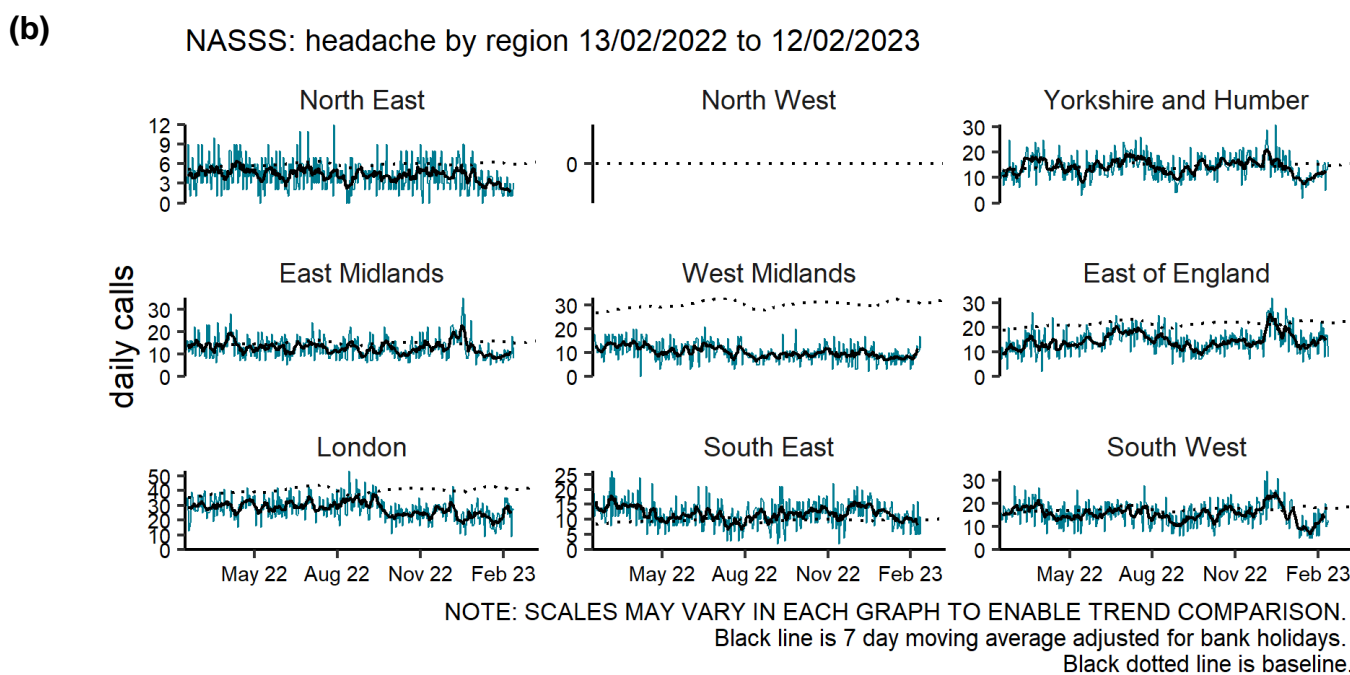 (b)
NASSS: headache by region 13/02/2022 to 12/02/2023
daily calls
North East
12
9
6
3
0
North West
0
Yorkshire and Humber
30
20
10
0
East Midlands
30
20
10
0
West Midlands
30
20
10
0
East of England
30
20
10
0
London
50
40
30
20
10
0
May 22 Aug 22 Nov 22 Feb 23
South East
25
20
15
10
5
0
May 22 Aug 22 Nov 22 Feb 23
South West
30
20
10
0
May 22 Aug 22 Nov 22 Feb 23
NOTE: SCALES MAY VARY IN EACH GRAPH TO ENABLE TREND COMPARISON.
Black line is 7 day moving average adjusted for bank holidays.
Black dotted line is baseline.